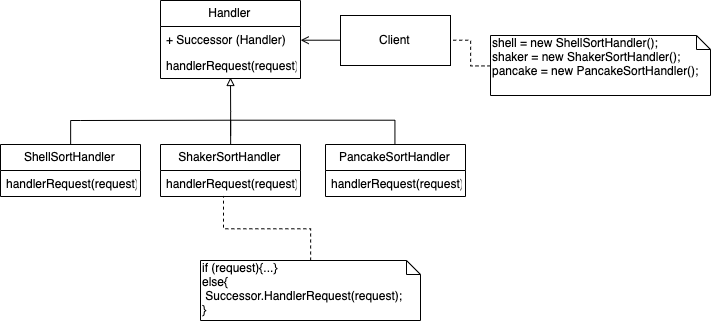 Handler
+ Successor (Handler)
handlerRequest(request)
Client
shell = new ShellSortHandler();
shaker = new ShakerSortHandler();
pancake = new PancakeSortHandler();
ShellSortHandler
handlerRequest(request)
ShakerSortHandler
handlerRequest(request)
PancakeSortHandler
handlerRequest(request)
if (request){...}
else{
Successor.HandlerRequest(request);
}